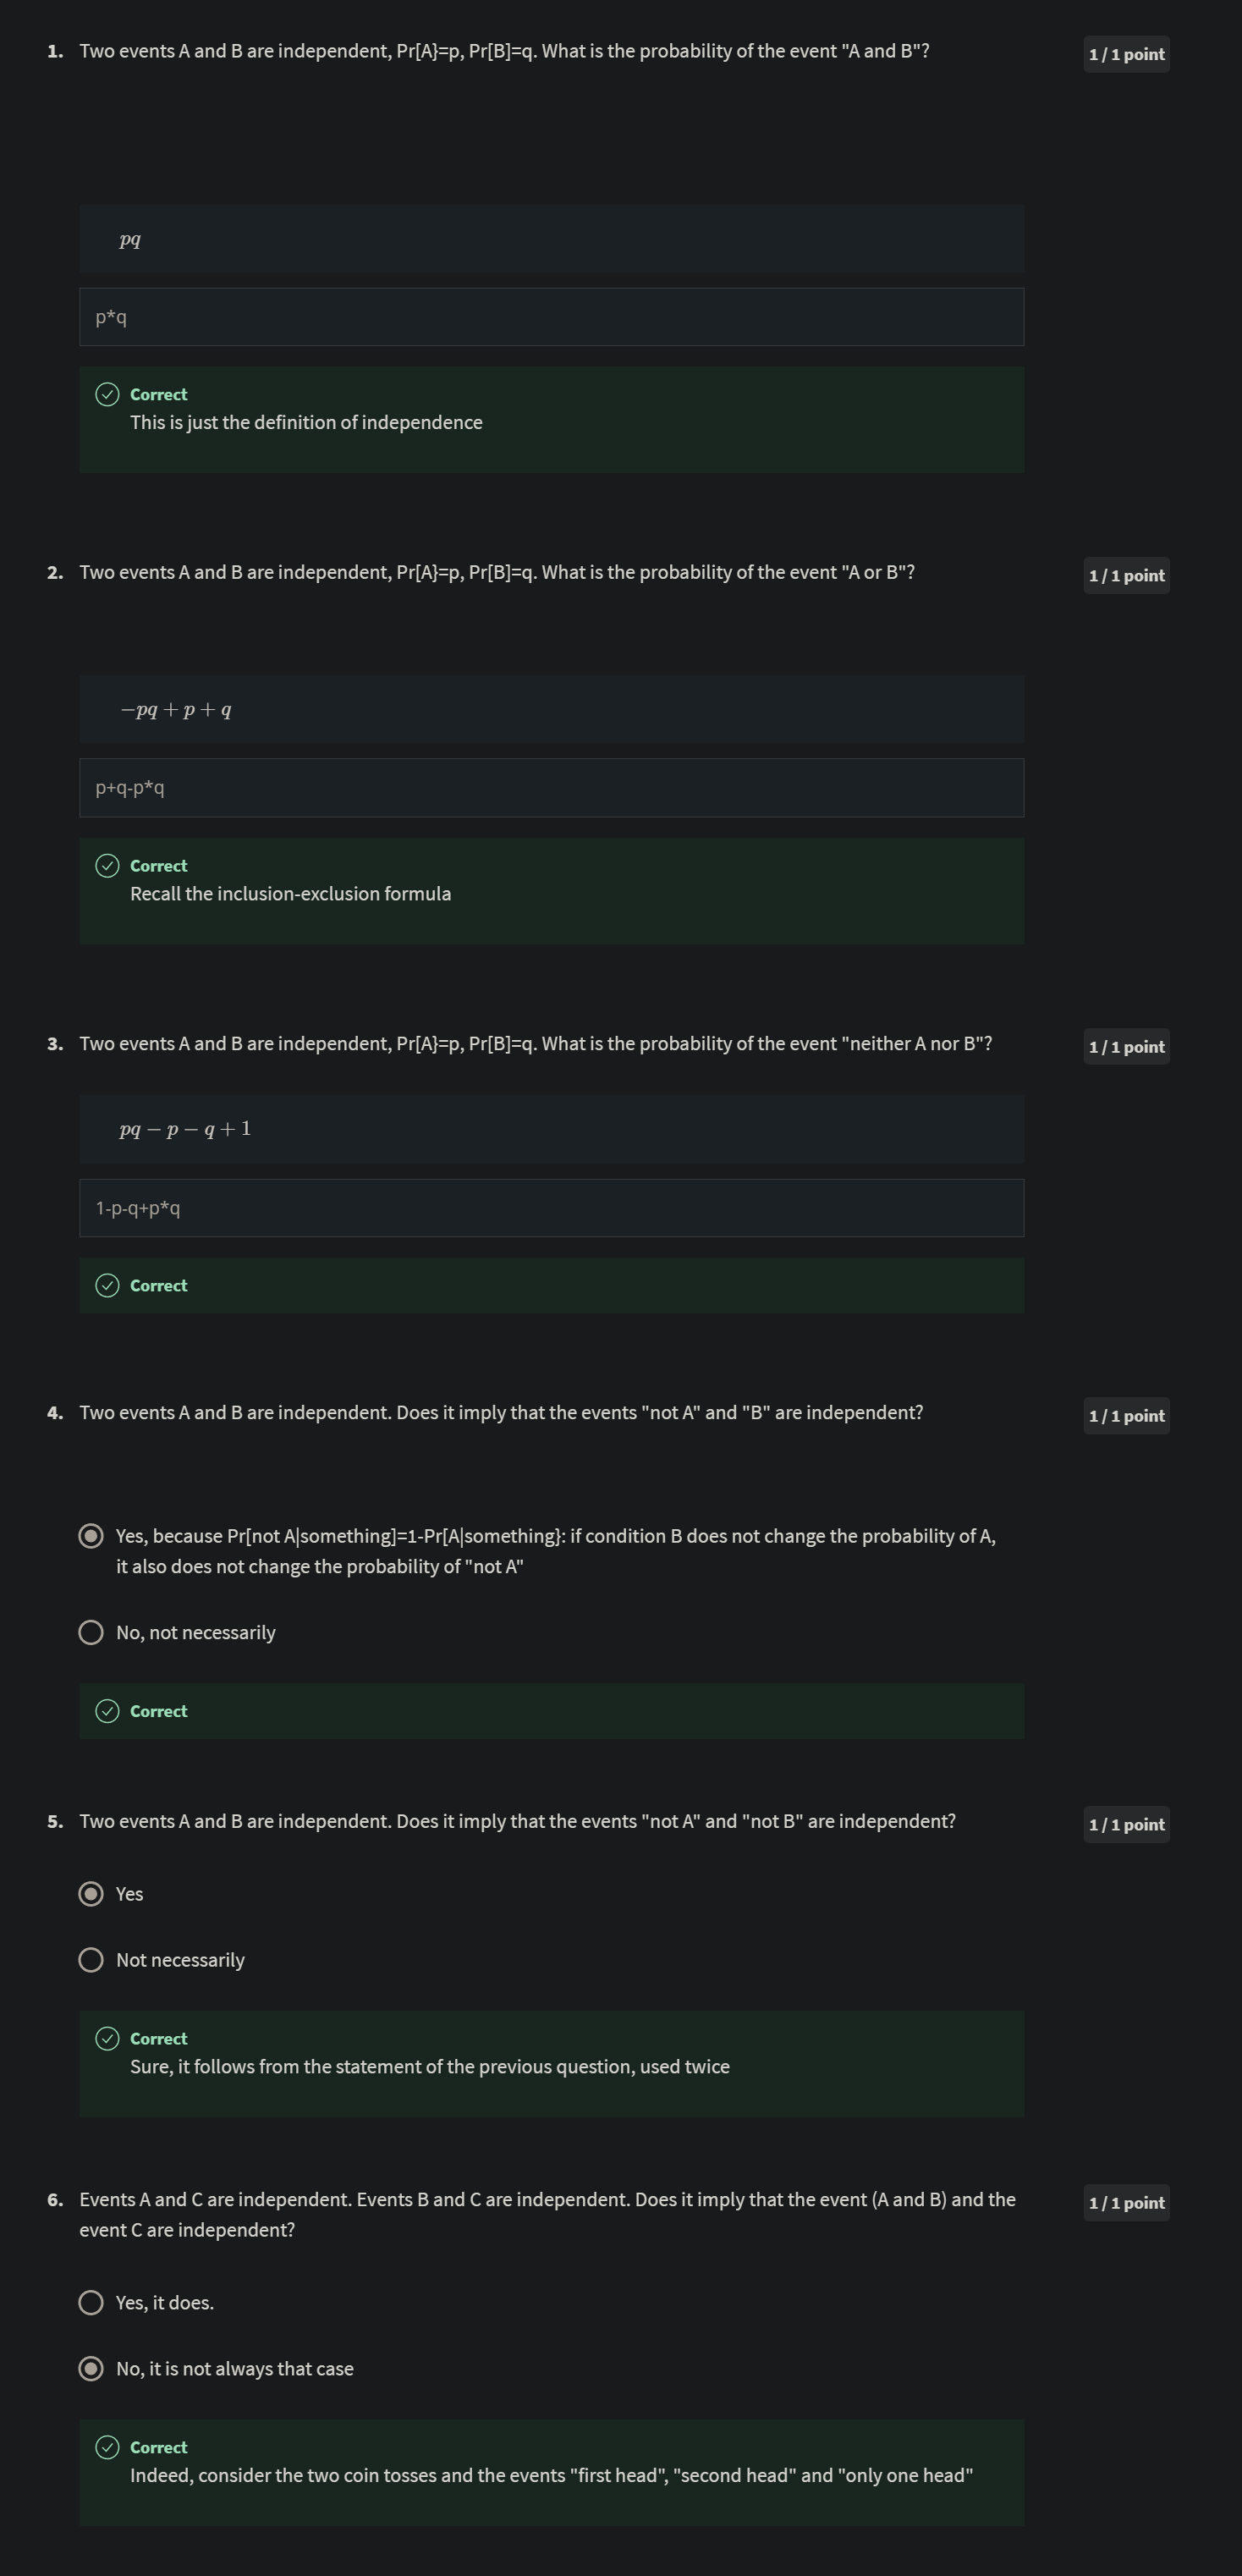 1. Two events A and B are independent, Pr[A}=p, Pr[B]=q. What is the probability of the event "A and B"?
1 / 1 point
pq
p*q
Correct
This is just the definition of independence
2. Two events A and B are independent, Pr[A}=p, Pr[B]=q. What is the probability of the event "A or B"?
1 / 1 point
−pq + p + q
p+q-p*q
Correct
Recall the inclusion-exclusion formula
3. Two events A and B are independent, Pr[A}=p, Pr[B]=q. What is the probability of the event "neither A nor B"?
1 / 1 point
pq − p − q + 1
1-p-q+p*q
Correct
4. Two events A and B are independent. Does it imply that the events "not A" and "B" are independent?
1 / 1 point
Yes, because Pr[not A|something]=1-Pr[A|something}: if condition B does not change the probability of A,
it also does not change the probability of "not A"
No, not necessarily
Correct
5. Two events A and B are independent. Does it imply that the events "not A" and "not B" are independent?
1 / 1 point
Yes
Not necessarily
Correct
Sure, it follows from the statement of the previous question, used twice
6. Events A and C are independent. Events B and C are independent. Does it imply that the event (A and B) and the
1 / 1 point
event C are independent?
Yes, it does.
No, it is not always that case
Correct
Indeed, consider the two coin tosses and the events "first head", "second head" and "only one head"